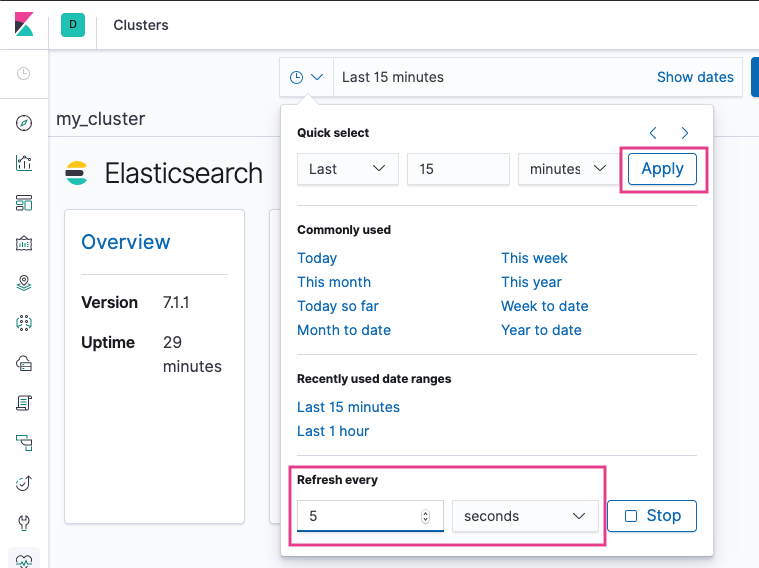 D Clusters
Last 15 minutes Show dates
my_cluster
Elasticsearch
Overview
Version 7.1.1
Uptime 29
minutes
Quick select
Last 15 minutes Apply
Commonly used
Today This week
This month This year
Today so far Week to date
Month to date Year to date
Recently used date ranges
Last 15 minutes
Last 1 hour
Refresh every
5 seconds Stop